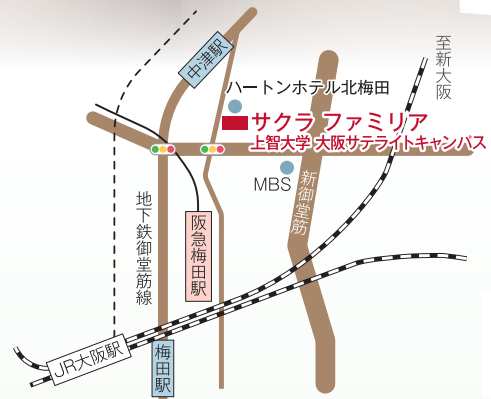 中津駅
至新大阪
ハートンホテル北梅田
サクラ ファミリア
上智大学 大阪サテライトキャンパス
MBS
新御堂筋
地下鉄御堂筋線
阪急梅田駅
JR大阪駅
梅田駅